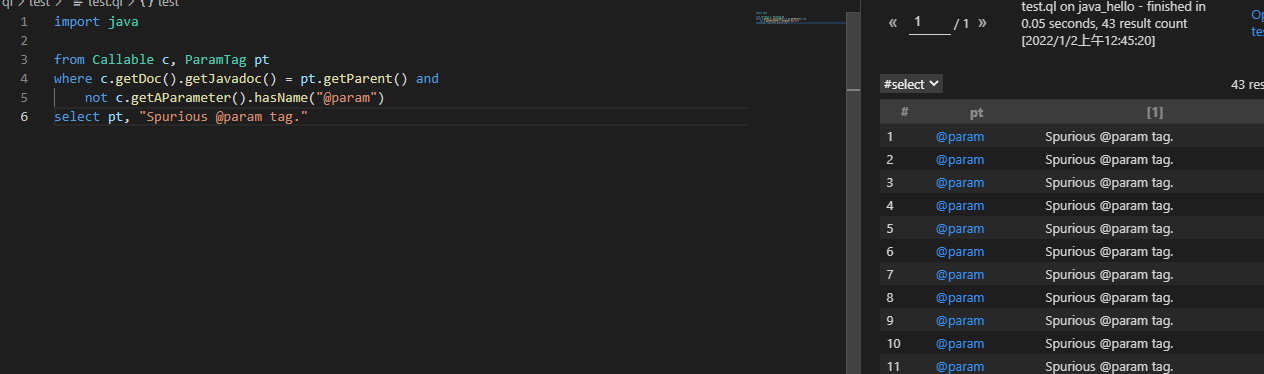 ql > test > test.ql > {} test
1 import java
2
3 from Callable c, ParamTag pt
4 where c.getDoc().getJavadoc() = pt.getParent() and
5 not c.getAParameter().hasName("@param")
6 select pt, "Spurious @param tag."
« 1 / 1 »
test.ql on java_hello - finished in
0.05 seconds, 43 result count
[2022/1/2上午12:45:20]
#select
# pt [1]
1 @param Spurious @param tag.
2 @param Spurious @param tag.
3 @param Spurious @param tag.
4 @param Spurious @param tag.
5 @param Spurious @param tag.
6 @param Spurious @param tag.
7 @param Spurious @param tag.
8 @param Spurious @param tag.
9 @param Spurious @param tag.
10 @param Spurious @param tag.
11 @param Spurious @param tag.